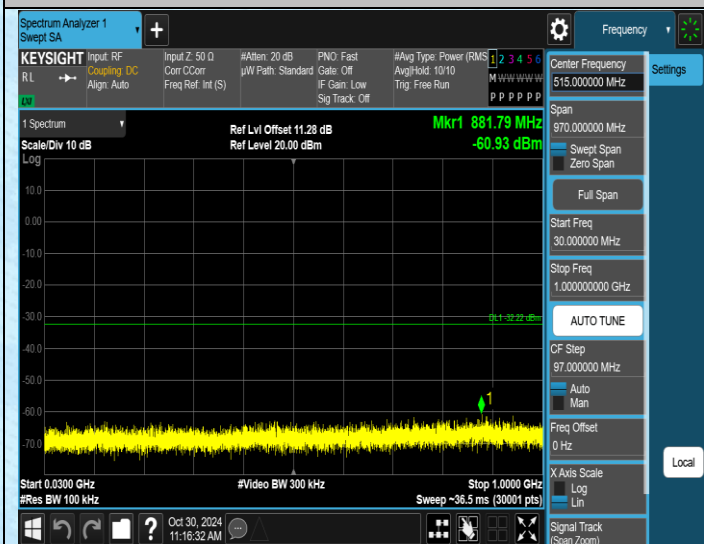 Spectrum Analyzer 1
Swept SA
+
Frequency
KEYSIGHT
RL
LXI
Input: RF
Coupling: DC
Align: Auto
Input Z: 50 Ω
Corr CCorr
Freq Ref: Int (S)
#Atten: 20 dB
µW Path: Standard
PNO: Fast
Gate: Off
IF Gain: Low
Sig Track: Off
#Avg Type: Power (RMS
Avg|Hold: 10/10
Trig: Free Run
1 2 3 4 5 6
M W W W W W
P P P P P P
1 Spectrum
Scale/Div 10 dB
Ref Lvl Offset 11.28 dB
Ref Level 20.00 dBm
Mkr1 881.79 MHz
-60.93 dBm
Log
10.0
0.00
-10.0
-20.0
-30.0
DL1 -32.22 dBm
-40.0
-50.0
1
-60.0
-70.0
Start 0.0300 GHz
#Res BW 100 kHz
#Video BW 300 kHz
Stop 1.0000 GHz
Sweep ~36.5 ms (30001 pts)
?
Oct 30, 2024
11:16:32 AM
Center Frequency
515.000000 MHz
Span
970.000000 MHz
Swept Span
Zero Span
Full Span
Start Freq
30.000000 MHz
Stop Freq
1.000000000 GHz
AUTO TUNE
CF Step
97.000000 MHz
Auto
Man
Freq Offset
0 Hz
X Axis Scale
Log
Lin
Signal Track
(Span Zoom)
Settings
Local